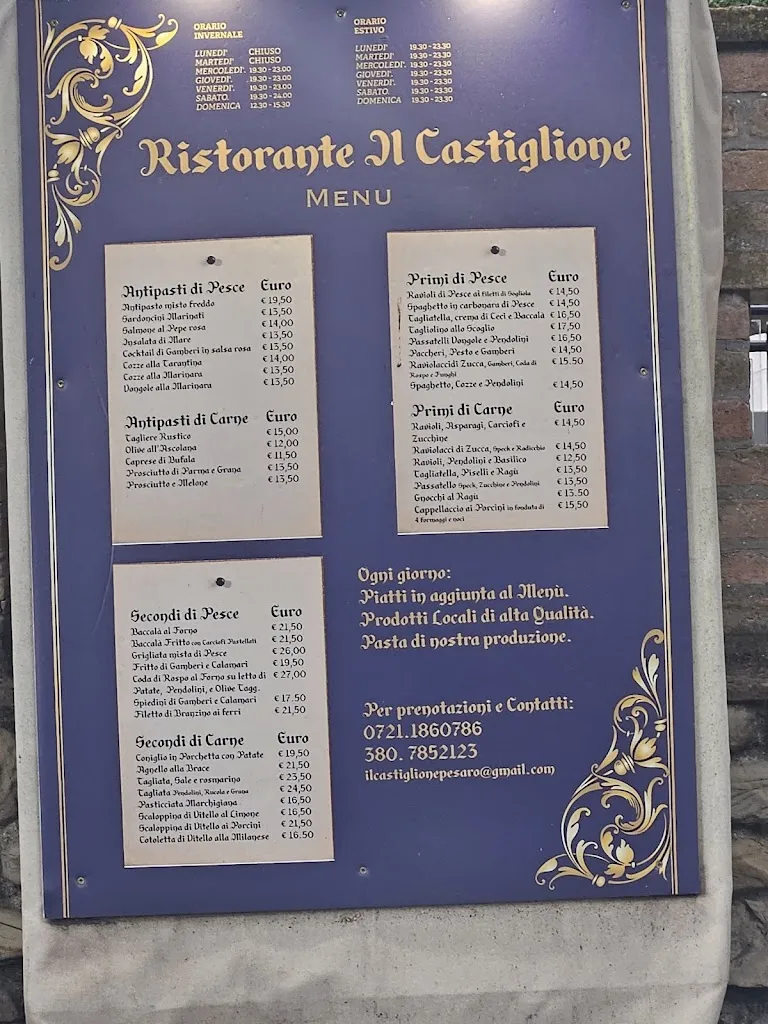 ORARIO
INVERNALE
LUNEDI' CHIUSO
MARTEDI' CHIUSO
MERCOLEDI'. 19.30 - 23.00
GIOVEDI'. 19.30 - 23.00
VENERDI'. 19.30 - 23.00
SABATO. 19.30 - 24.00
DOMENICA 12.30 - 15.30
ORARIO
ESTIVO
LUNEDI' 19.30 - 23.30
MARTEDI' 19.30 - 23.30
MERCOLEDI'. 19.30 - 23.30
GIOVEDI'. 19.30 - 23.30
VENERDI'. 19.30 - 23.30
SABATO. 19.30 - 23.30
DOMENICA 19.30 - 23.30
Ristorante Il Castiglione
MENU
Antipasti di Pesce Euro
Antipasto misto freddo € 19,50
Sardoncini Marinati € 13,50
Salmone al Pepe rosa € 14,00
Insalata di Mare € 13,50
Cocktail di Gamberi in salsa rosa € 13,50
Cozze alla Tarantina € 14,00
Cozze alla Marinara € 13,50
Vongole alla Marinara € 13,50
Antipasti di Carne Euro
Tagliere Rustico € 15,00
Olive all'Ascolana € 12,00
Caprese di Bufala € 11,50
Prosciutto di Parma e Grana € 13,50
Prosciutto e Melone € 13,50
Primi di Pesce Euro
Ravioli di Pesce ai filetti di Sogliola € 14,50
Spaghetto in carbonara di Pesce € 14,50
Tagliatella, crema di Ceci e Baccalà € 16,50
Tagliolino allo Scoglio € 17,50
Passatelli Vongole e Pendolini € 16,50
Paccheri, Pesto e Gamberi € 14,50
Raviolaccidi Zucca, Gamberi, Coda di € 15.50
Rospo e Funghi
Spaghetto, Cozze e Pendolini € 14,50
Primi di Carne Euro
Ravioli, Asparagi, Carciofi e € 14,50
Zucchine
Raviolacci di Zucca, Speck e Radicchio € 14,50
Ravioli, Pendolini e Basilico € 12,50
Tagliatella, Piselli e Ragù € 13,50
Passatello Speck, Zucchine e Pendolini € 13,50
Gnocchi al Ragù € 13.50
Cappellaccio ai Porcini in fonduta di € 15,50
4 formaggi e noci
Secondi di Pesce Euro
Baccalà al Forno € 21,50
Baccalà Fritto con Carciofi Pastellati € 21,50
Grigliata mista di Pesce € 26,00
Fritto di Gamberi e Calamari € 19,50
Coda di Rospo al Forno su letto di € 27,00
Patate, Pendolini, e Olive Tagg.
Spiedini di Gamberi e Calamari € 17.50
Filetto di Branzino ai ferri € 21,50
Secondi di Carne Euro
Coniglio in Porchetta con Patate € 19,50
Agnello alla Brace € 21,50
Tagliata, Sale e rosmarino € 23,50
Tagliata Pendolini, Rucola e Grana € 24,50
Pasticciata Marchigiana € 16,50
Scaloppina di Vitello al Limone € 16,50
Scaloppina di Vitello ai Porcini € 21,50
Cotoletta di Vitello alla Milanese € 16.50
Ogni giorno:
Piatti in aggiunta al Menù.
Prodotti Locali di alta Qualità.
Pasta di nostra produzione.
Per prenotazioni e Contatti:
0721.1860786
380. 7852123
ilcastiglionepesaro@gmail.com